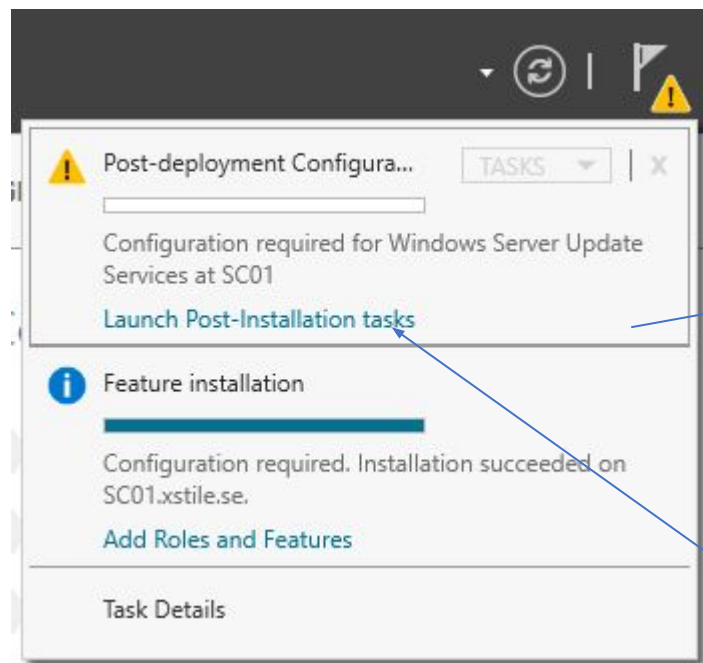 Post-deployment Configura...
TASKS
X
Configuration required for Windows Server Update
Services at SC01
Launch Post-Installation tasks
Feature installation
Configuration required. Installation succeeded on
SC01.xstile.se.
Add Roles and Features
Task Details